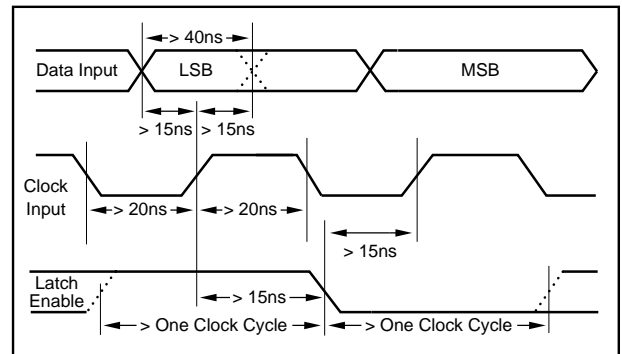 > 40ns
Data Input
LSB
MSB
> 15ns
> 15ns
Clock
Input
> 20ns
> 20ns
> 15ns
Latch
Enable
> 15ns
> One Clock Cycle
> One Clock Cycle